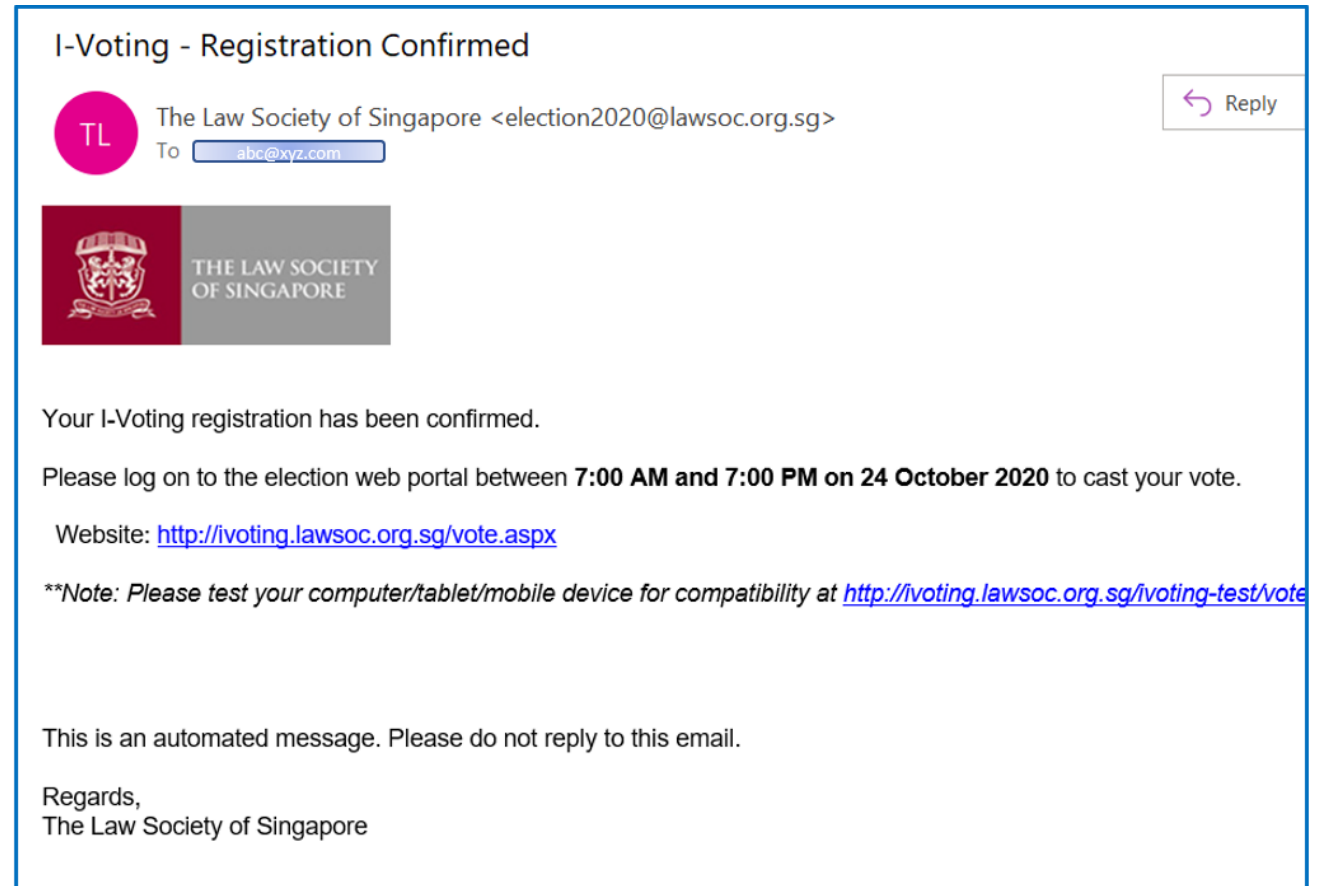 I-Voting - Registration Confirmed
Reply
TL
The Law Society of Singapore <election2020@lawsoc.org.sg>
To abc@xyz.com
THE LAW SOCIETY
OF SINGAPORE
Your I-Voting registration has been confirmed.
Please log on to the election web portal between 7:00 AM and 7:00 PM on 24 October 2020 to cast your vote.
Website: http://ivoting.lawsoc.org.sg/vote.aspx
**Note: Please test your computer/tablet/mobile device for compatibility at http://ivoting.lawsoc.org.sg/ivoting-test/vote
This is an automated message. Please do not reply to this email.
Regards,
The Law Society of Singapore